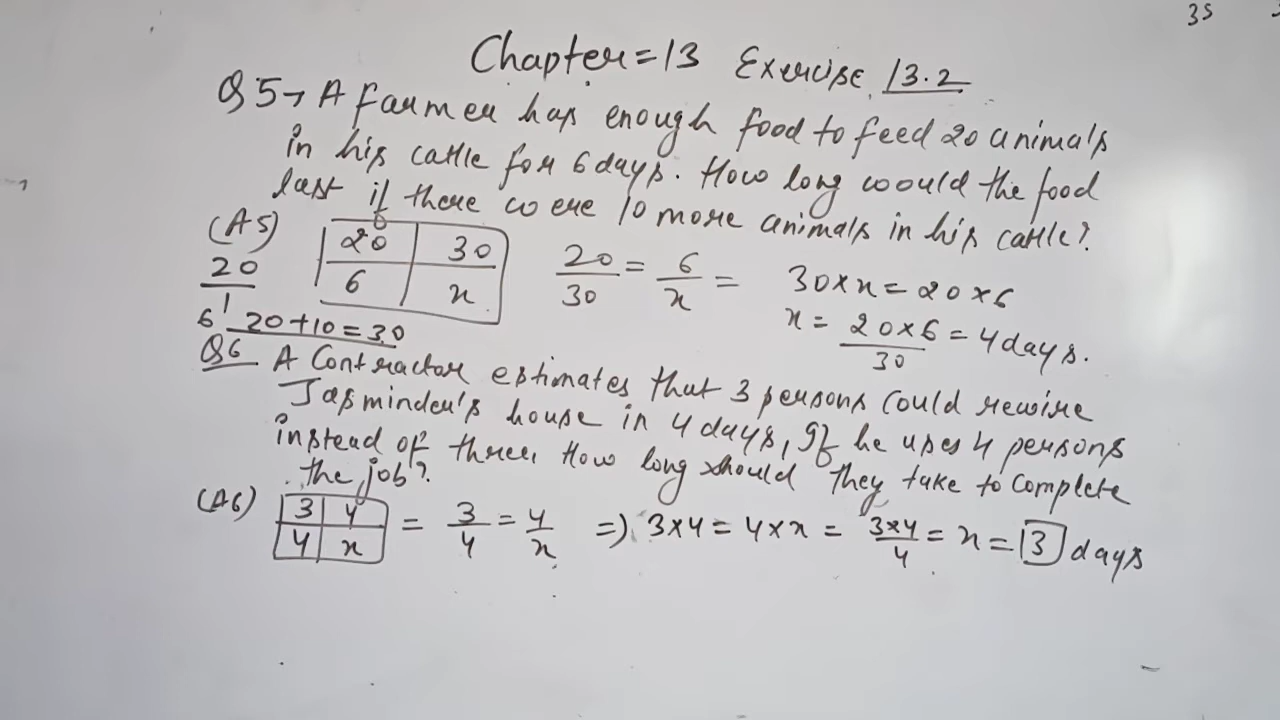 35
Chapter=13 Exercise 13.2
Q5→ A farmer has enough food to feed 20 animals
in his cattle for 6 days. How long would the food
last if there were 10 more animals in his cattle?
(A5)
20 30
6 x
20/1
6 20+10=30
20/30 = 6/x =
30×x=20×6
x = 20×6/30 = 4 days.
Q6 A Contractor estimates that 3 persons could rewire
Jasminder's house in 4 days, If he uses 4 persons
instead of three, How long should they take to complete
the job?
(A6)
3 4
4 x
= 3/4 = 4/x => 3×4 = 4×x = 3×4/4 = x = 3 days